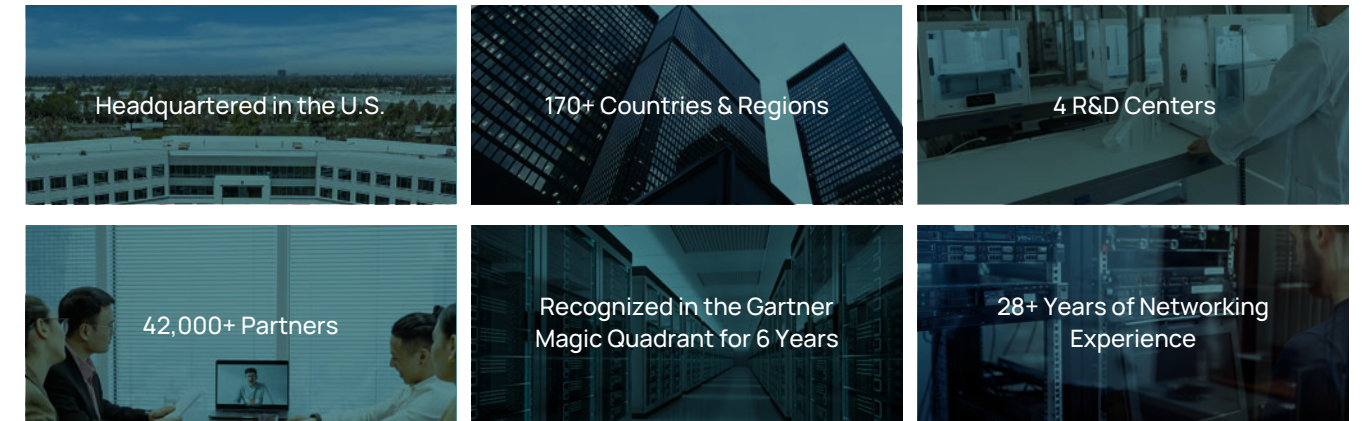 Headquartered in the U.S.
170+ Countries & Regions
4 R&D Centers
42,000+ Partners
Recognized in the Gartner
Magic Quadrant for 6 Years
28+ Years of Networking
Experience